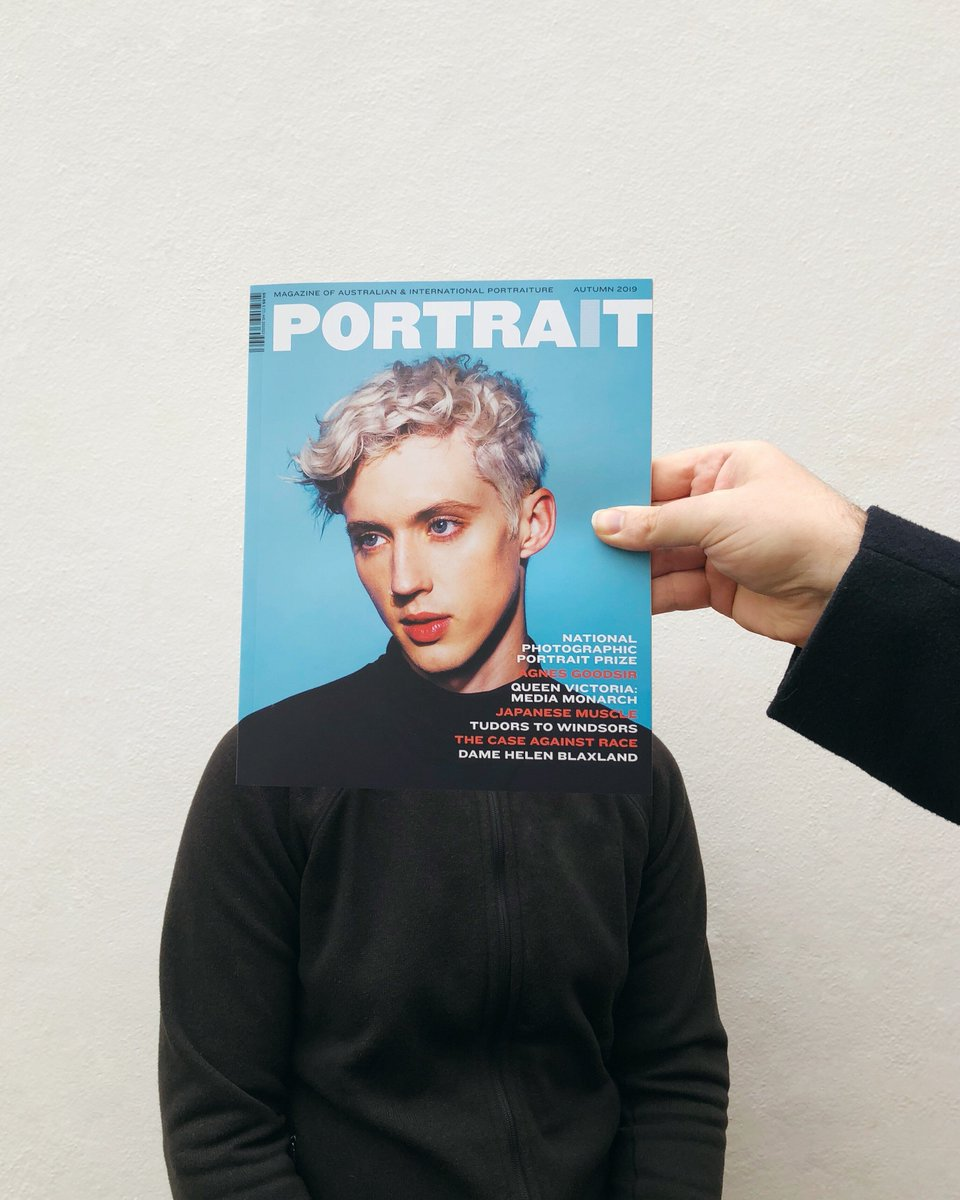 MAGAZINE OF AUSTRALIAN & INTERNATIONAL PORTRAITURE AUTUMN 2019
PORTRAIT
NATIONAL
PHOTOGRAPHIC
PORTRAIT PRIZE
AGNES GOODSIR
QUEEN VICTORIA:
MEDIA MONARCH
JAPANESE MUSCLE
TUDORS TO WINDSORS
THE CASE AGAINST RACE
DAME HELEN BLAXLAND